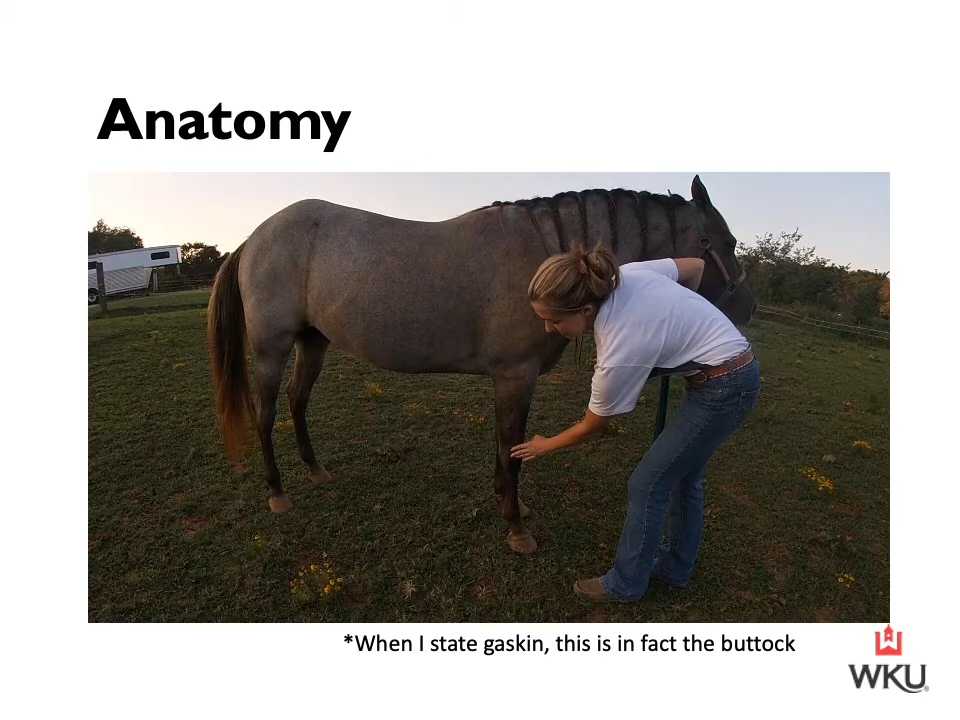 Anatomy
*When I state gaskin, this is in fact the buttock
WKU®